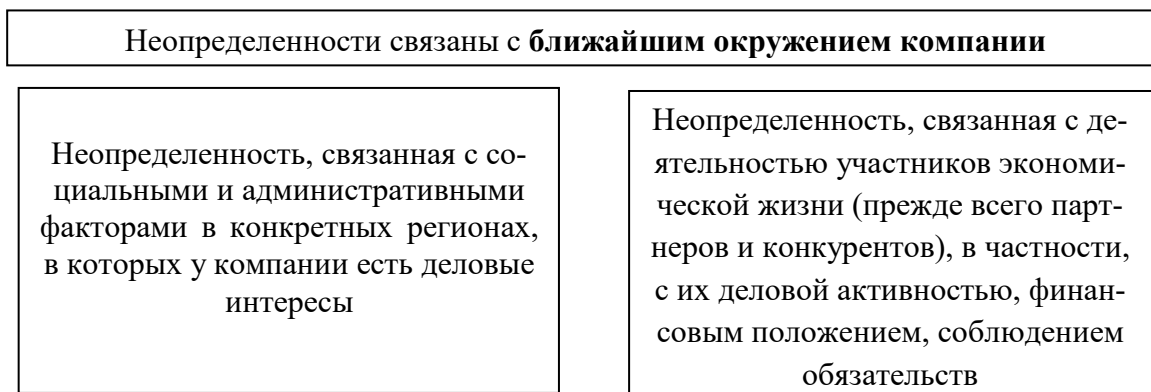 Неопределенности связаны с ближайшим окружением компании
Неопределенность, связанная с со-
циальными и административными
факторами в конкретных регионах,
в которых у компании есть деловые
интересы
Неопределенность, связанная с де-
ятельностью участников экономи-
ческой жизни (прежде всего парт-
неров и конкурентов), в частности,
с их деловой активностью, финан-
совым положением, соблюдением
обязательств